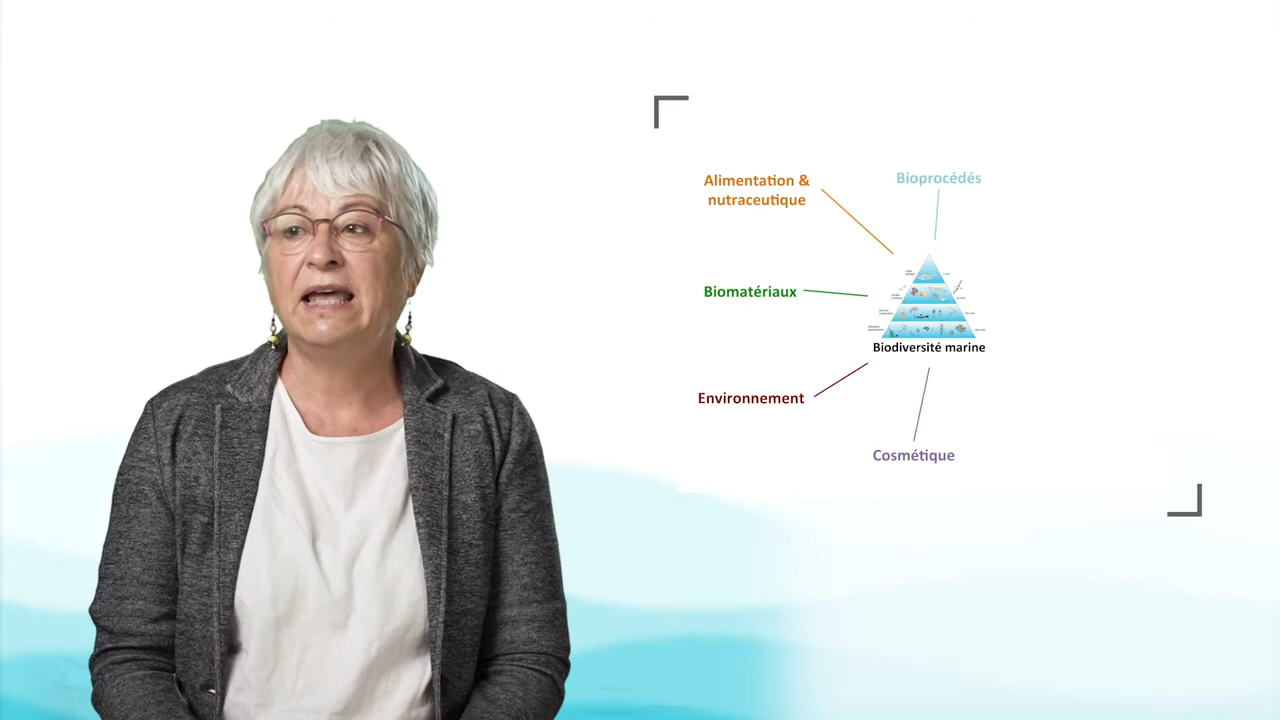 Alimentation &
nutraceutique
Bioprocédés
Biomatériaux
Biodiversité marine
Environnement
Cosmétique